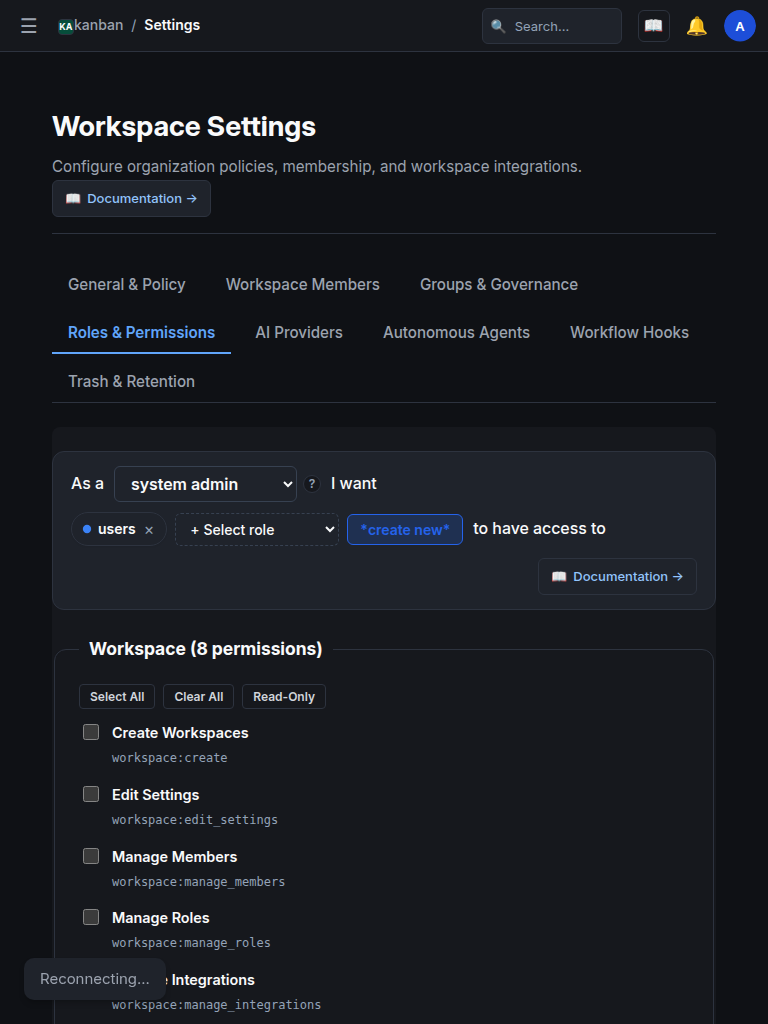 ☰ KA kanban / Settings 🔍 Search... 📖 🔔 A
Workspace Settings
Configure organization policies, membership, and workspace integrations.
📖 Documentation →
General & Policy Workspace Members Groups & Governance
Roles & Permissions AI Providers Autonomous Agents Workflow Hooks
Trash & Retention
As a system admin ? I want
users × + Select role *create new* to have access to
📖 Documentation →
Workspace (8 permissions)
Select All Clear All Read-Only
Create Workspaces
workspace:create
Edit Settings
workspace:edit_settings
Manage Members
workspace:manage_members
Manage Roles
workspace:manage_roles
Reconnecting... Integrations
workspace:manage_integrations